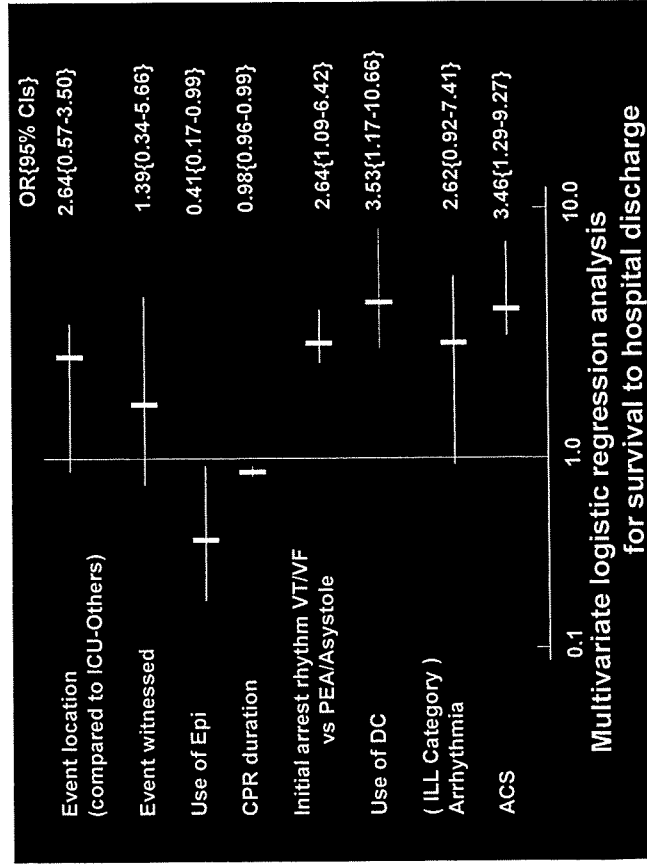 OR{95% CIs}
Event location
(compared to ICU-Others)
2.64{0.57-3.50}
Event witnessed
1.39{0.34-5.66}
Use of Epi
0.41{0.17-0.99}
CPR duration
0.98{0.96-0.99}
Initial arrest rhythm VT/VF
vs PEA/Asystole
2.64{1.09-6.42}
Use of DC
3.53{1.17-10.66}
( ILL Category )
Arrhythmia
2.62{0.92-7.41}
ACS
3.46{1.29-9.27}
0.1 1.0 10.0
Multivariate logistic regression analysis
for survival to hospital discharge